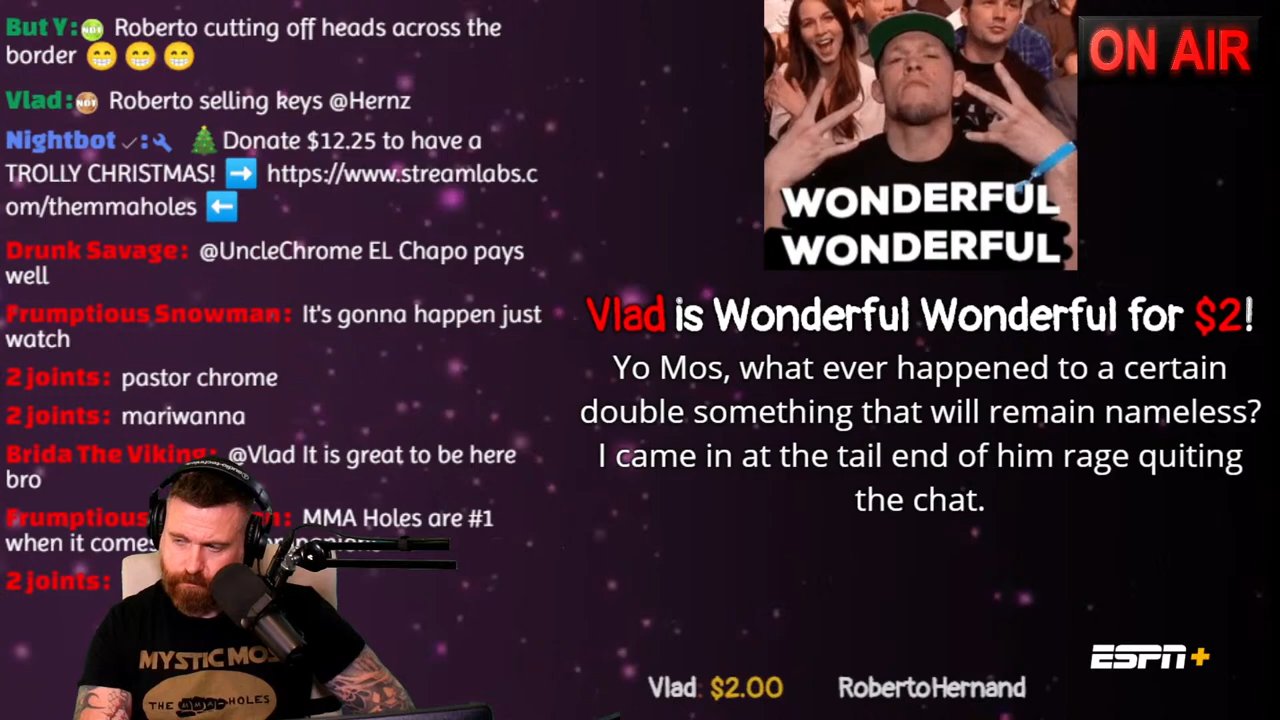 But Y: NOT Roberto cutting off heads across the
border 😁 😁 😁
Vlad: NOT Roberto selling keys @Hernz
Nightbot ✓: 🔧 🎄 Donate $12.25 to have a
TROLLY CHRISTMAS! ➡️ https://www.streamlabs.c
om/themmaholes ⬅️
Drunk Savage: @UncleChrome EL Chapo pays
well
Frumptious Snowman: It's gonna happen just
watch
2 joints: pastor chrome
2 joints: mariwanna
Brida The Viking: @Vlad It is great to be here
bro
Frumptious MMA Holes are #1
when it comes
2 joints:
MYSTIC MOS
THE MMA HOLES
WONDERFUL
WONDERFUL
ON AIR
Vlad is Wonderful Wonderful for $2!
Yo Mos, what ever happened to a certain
double something that will remain nameless?
I came in at the tail end of him rage quiting
the chat.
ESPN+
Vlad: $2.00 RobertoHernand